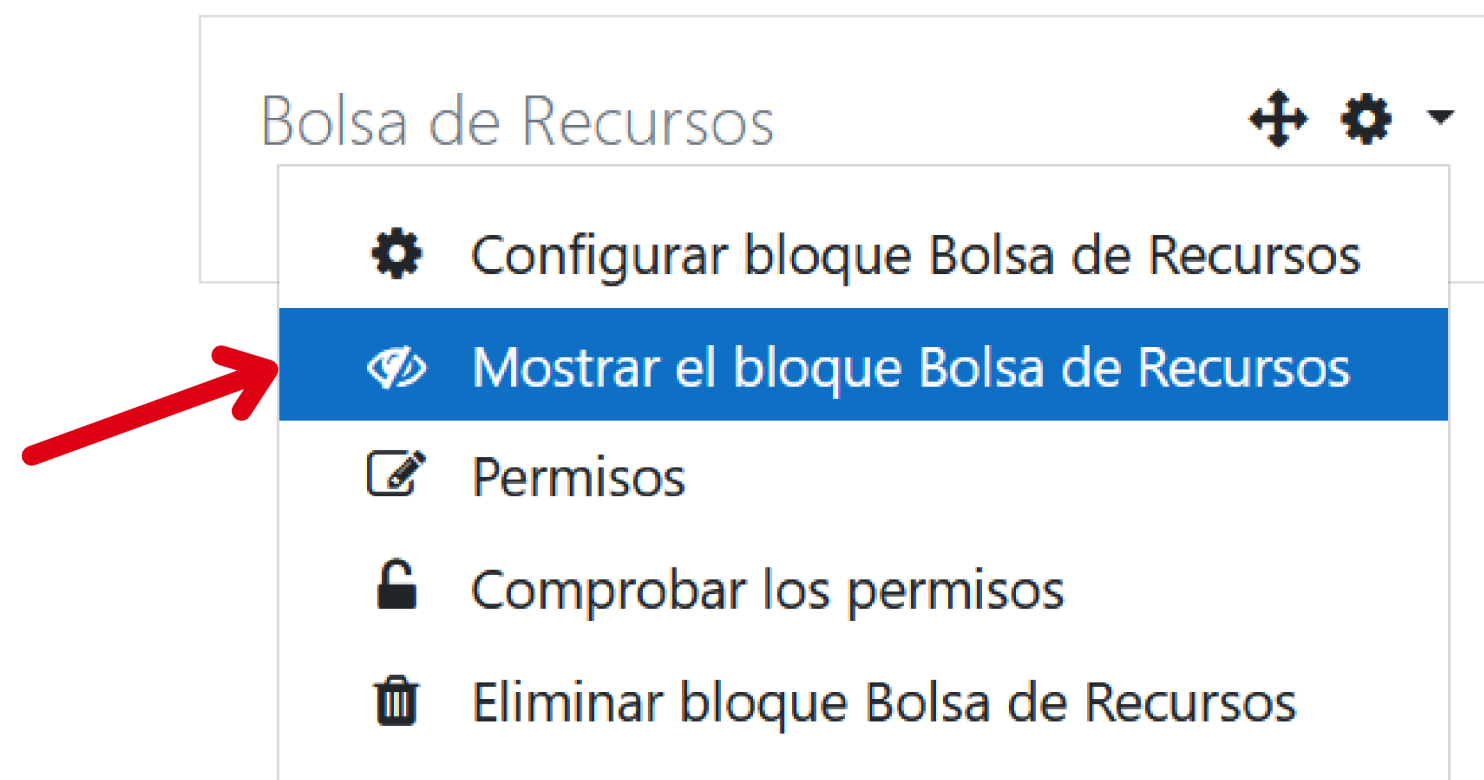 Bolsa de Recursos
Configurar bloque Bolsa de Recursos
Mostrar el bloque Bolsa de Recursos
Permisos
Comprobar los permisos
Eliminar bloque Bolsa de Recursos